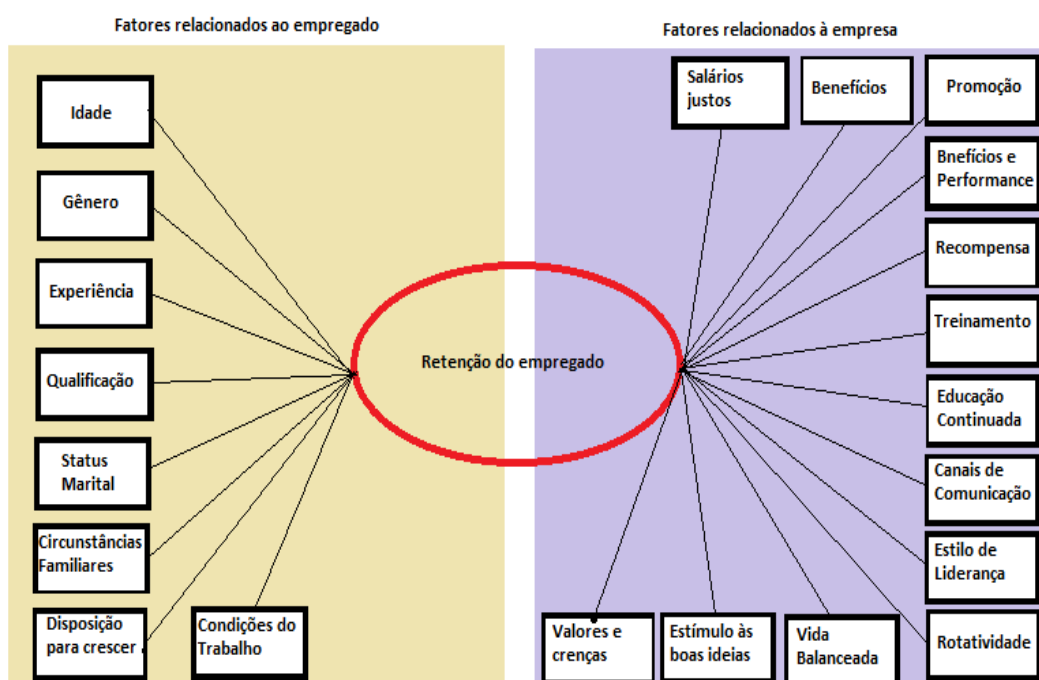 Fatores relacionados ao empregado
Idade
Gênero
Experiência
Qualificação
Status
Marital
Circunstâncias
Familiares
Disposição
para crescer
Condições do
Trabalho
Retenção do empregado
Fatores relacionados à empresa
Salários
justos
Benefícios
Promoção
Bnefícios e
Performance
Recompensa
Treinamento
Educação
Continuada
Canais de
Comunicação
Estilo de
Liderança
Rotatividade
Vida
Balanceada
Estímulo às
boas ideias
Valores e
crenças